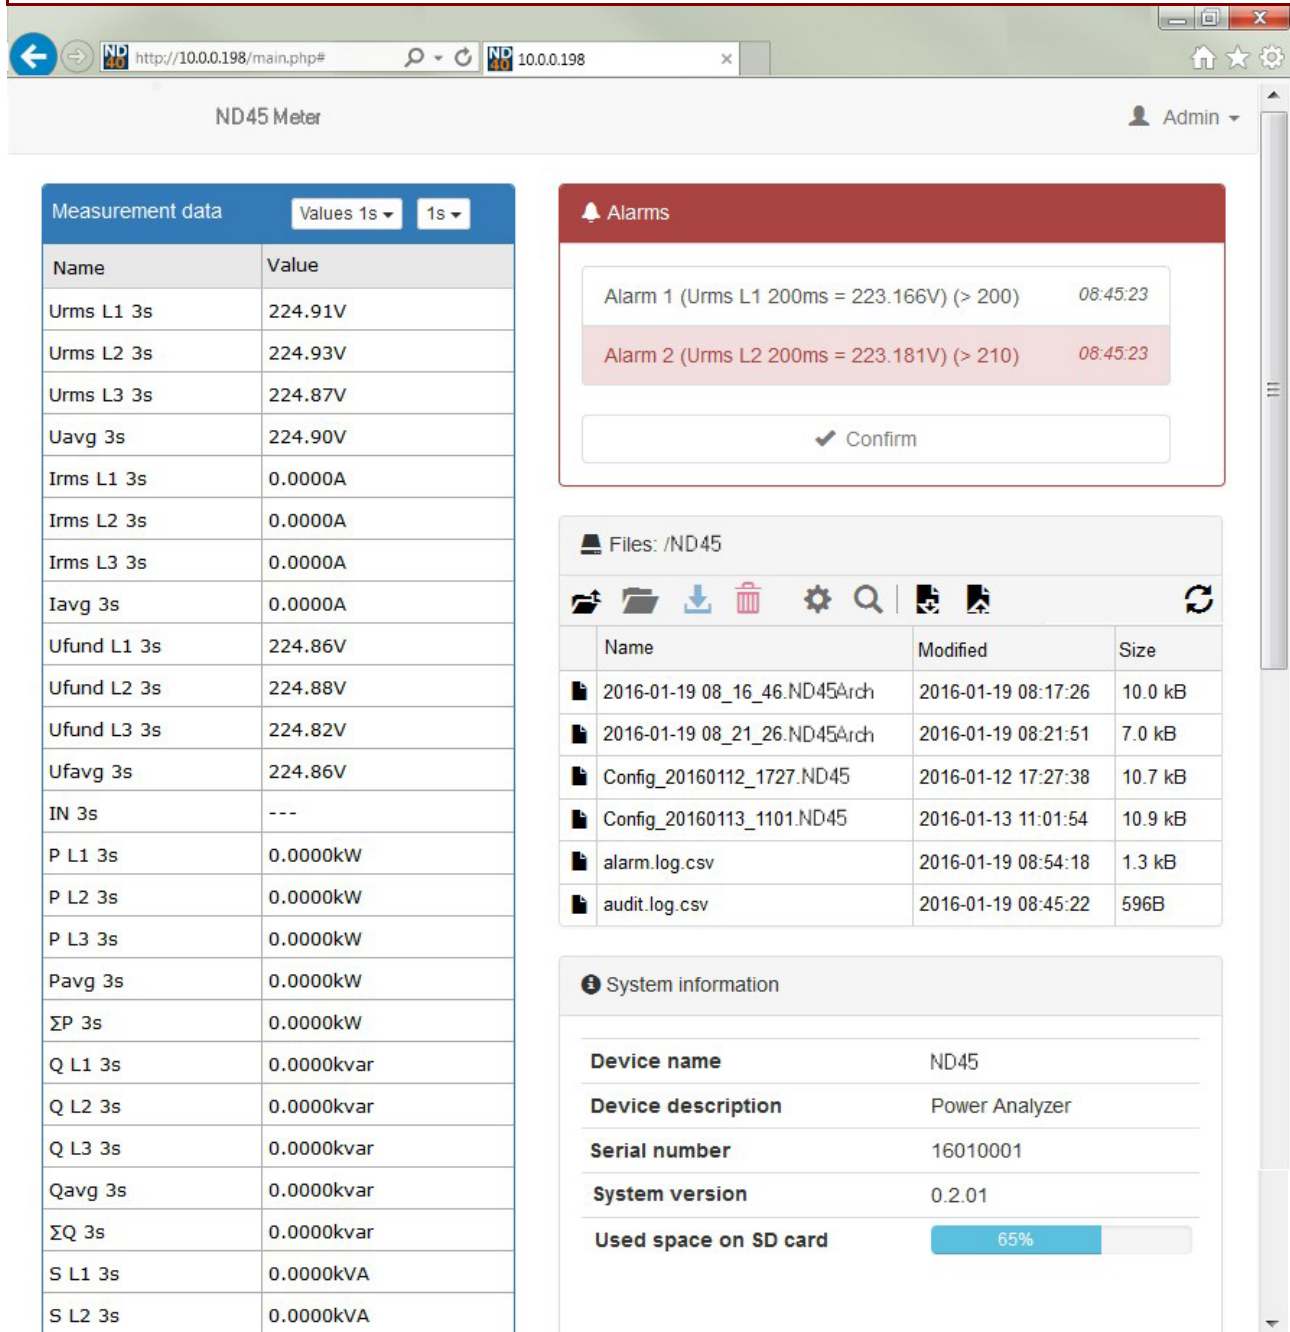 http://10.0.0.198/main.php#
ND
40
10.0.0.198
ND45 Meter
Admin
Measurement data
Values 1s
1s
Name Value
Urms L1 3s 224.91V
Urms L2 3s 224.93V
Urms L3 3s 224.87V
Uavg 3s 224.90V
Irms L1 3s 0.0000A
Irms L2 3s 0.0000A
Irms L3 3s 0.0000A
Iavg 3s 0.0000A
Ufund L1 3s 224.86V
Ufund L2 3s 224.88V
Ufund L3 3s 224.82V
Ufavg 3s 224.86V
IN 3s ---
P L1 3s 0.0000kW
P L2 3s 0.0000kW
P L3 3s 0.0000kW
Pavg 3s 0.0000kW
ΣP 3s 0.0000kW
Q L1 3s 0.0000kvar
Q L2 3s 0.0000kvar
Q L3 3s 0.0000kvar
Qavg 3s 0.0000kvar
ΣQ 3s 0.0000kvar
S L1 3s 0.0000kVA
S L2 3s 0.0000kVA
Alarms
Alarm 1 (Urms L1 200ms = 223.166V) (> 200) 08:45:23
Alarm 2 (Urms L2 200ms = 223.181V) (> 210) 08:45:23
Confirm
Files: /ND45
Name Modified Size
2016-01-19 08_16_46.ND45Arch 2016-01-19 08:17:26 10.0 kB
2016-01-19 08_21_26.ND45Arch 2016-01-19 08:21:51 7.0 kB
Config_20160112_1727.ND45 2016-01-12 17:27:38 10.7 kB
Config_20160113_1101.ND45 2016-01-13 11:01:54 10.9 kB
alarm.log.csv 2016-01-19 08:54:18 1.3 kB
audit.log.csv 2016-01-19 08:45:22 596B
System information
Device name ND45
Device description Power Analyzer
Serial number 16010001
System version 0.2.01
Used space on SD card 65%